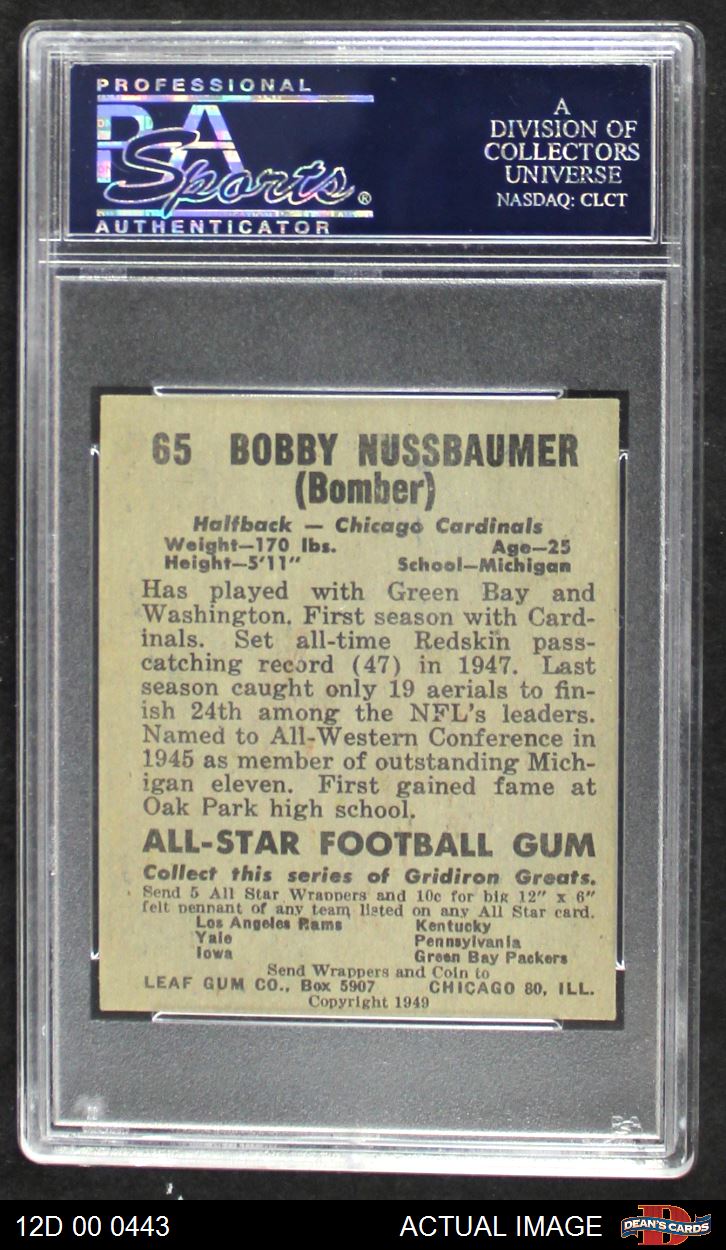 PROFESSIONAL
PSA
Sports®
AUTHENTICATOR
A
DIVISION OF
COLLECTORS
UNIVERSE
NASDAQ: CLCT
65 BOBBY NUSSBAUMER
(Bomber)
Halfback — Chicago Cardinals
Weight—170 lbs. Age—25
Height—5'11" School—Michigan
Has played with Green Bay and
Washington. First season with Card-
inals. Set all-time Redskin pass-
catching record (47) in 1947. Last
season caught only 19 aerials to fin-
ish 24th among the NFL's leaders.
Named to All-Western Conference in
1945 as member of outstanding Mich-
igan eleven. First gained fame at
Oak Park high school.
ALL-STAR FOOTBALL GUM
Collect this series of Gridiron Greats.
Send 5 All Star Wrappers and 10c for big 12" x 6"
felt pennant of any team listed on any All Star card.
Los Angeles Rams Kentucky
Yale Pennsylvania
Iowa Green Bay Packers
Send Wrappers and Coin to
LEAF GUM CO., Box 5907 CHICAGO 80, ILL.
Copyright 1949
PSA
12D 00 0443 ACTUAL IMAGE DEAN'S CARDS